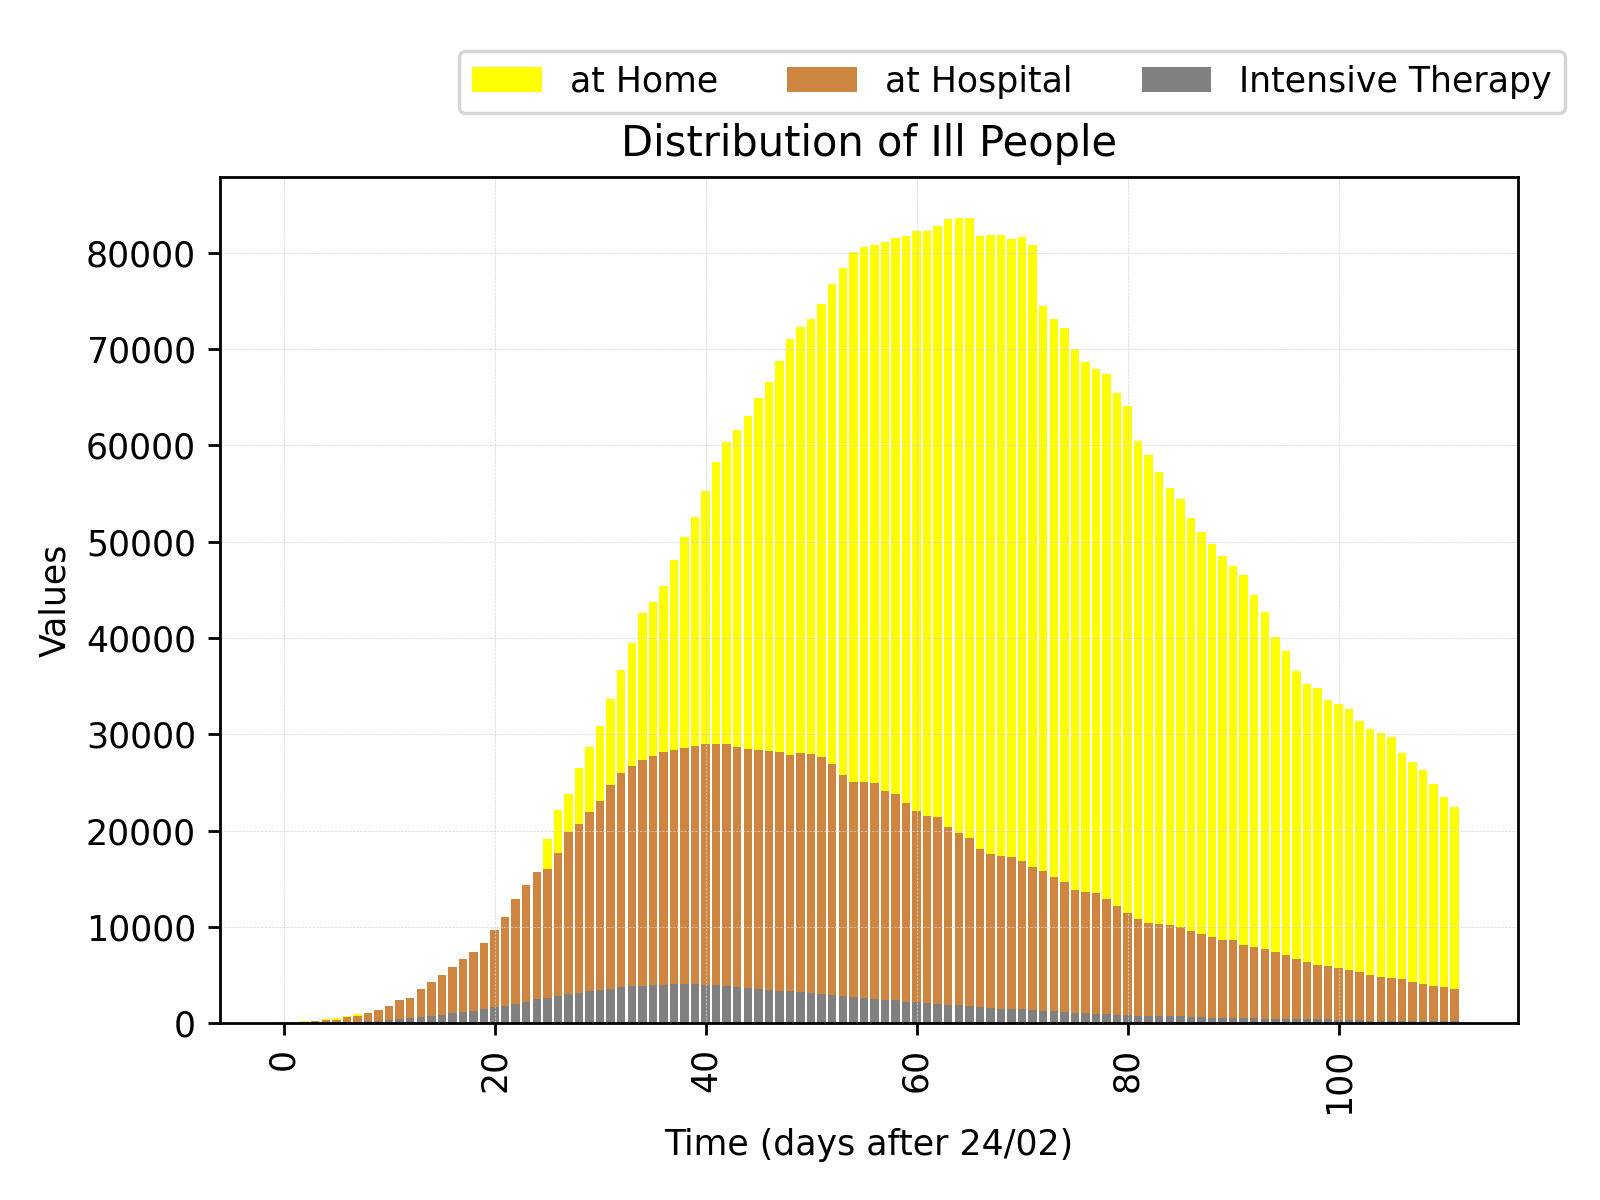 at Home at Hospital Intensive Therapy
Distribution of Ill People
80000
70000
60000
50000
40000
30000
20000
10000
0
Values
0 20 40 60 80 100
Time (days after 24/02)